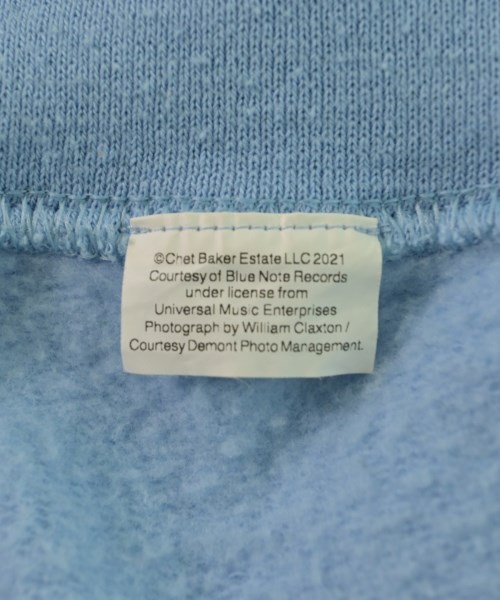 ©Chet Baker Estate LLC 2021
Courtesy of Blue Note Records
under license from
Universal Music Enterprises
Photograph by William Claxton /
Courtesy Demont Photo Management.